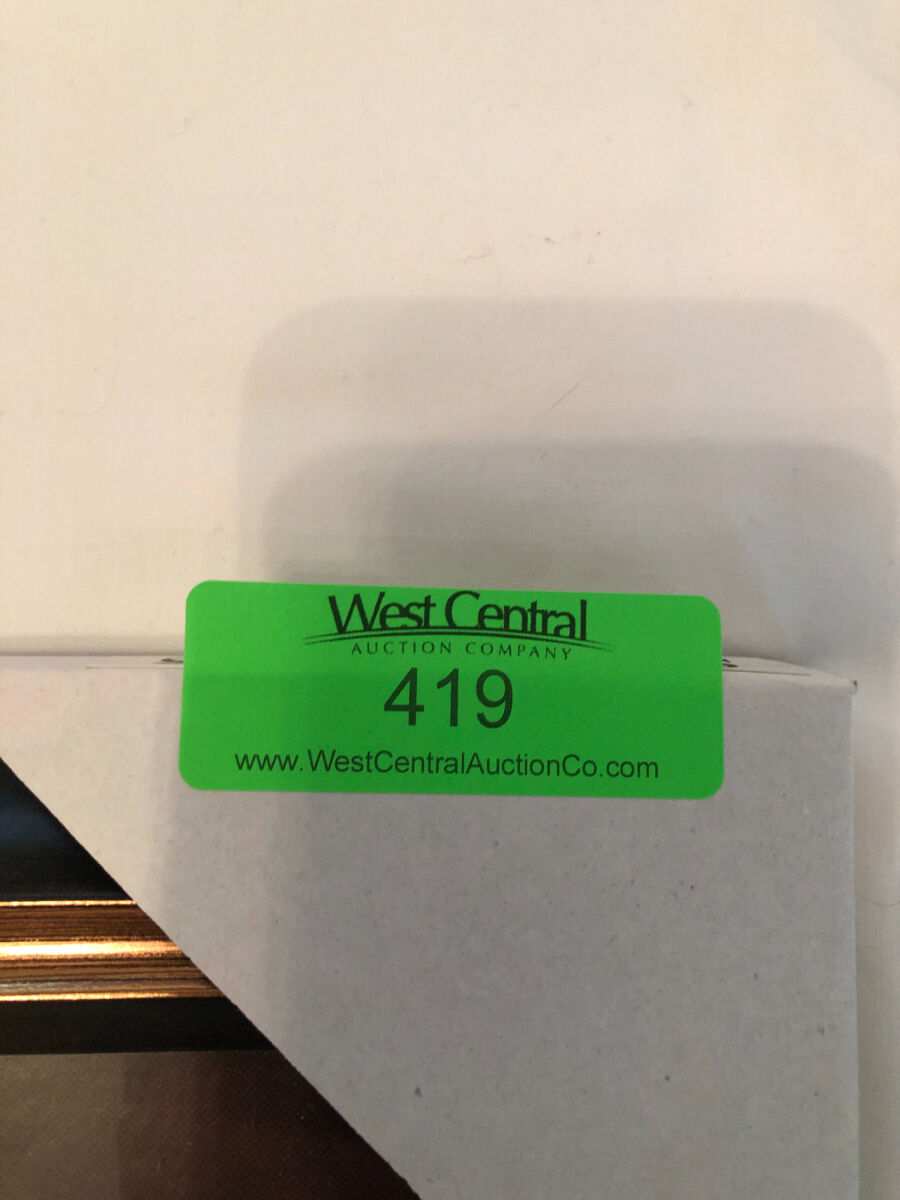 West Central
AUCTION COMPANY
419
www.WestCentralAuctionCo.com